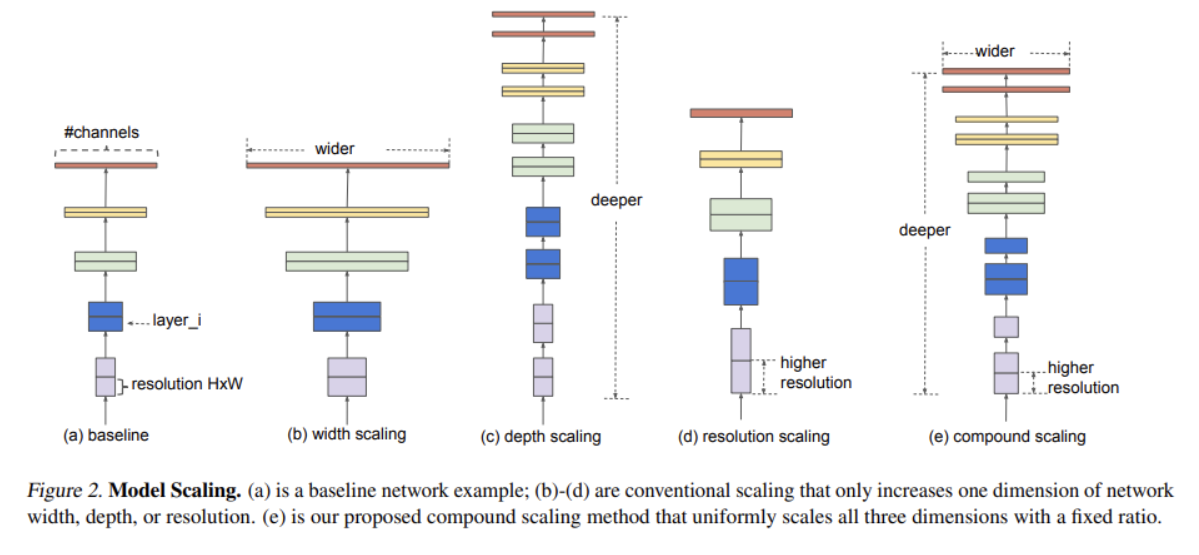 #channels
layer_i
resolution HxW
(a) baseline
wider
(b) width scaling
deeper
(c) depth scaling
higher
resolution
(d) resolution scaling
wider
deeper
higher
resolution
(e) compound scaling
Figure 2. Model Scaling. (a) is a baseline network example; (b)-(d) are conventional scaling that only increases one dimension of network
width, depth, or resolution. (e) is our proposed compound scaling method that uniformly scales all three dimensions with a fixed ratio.